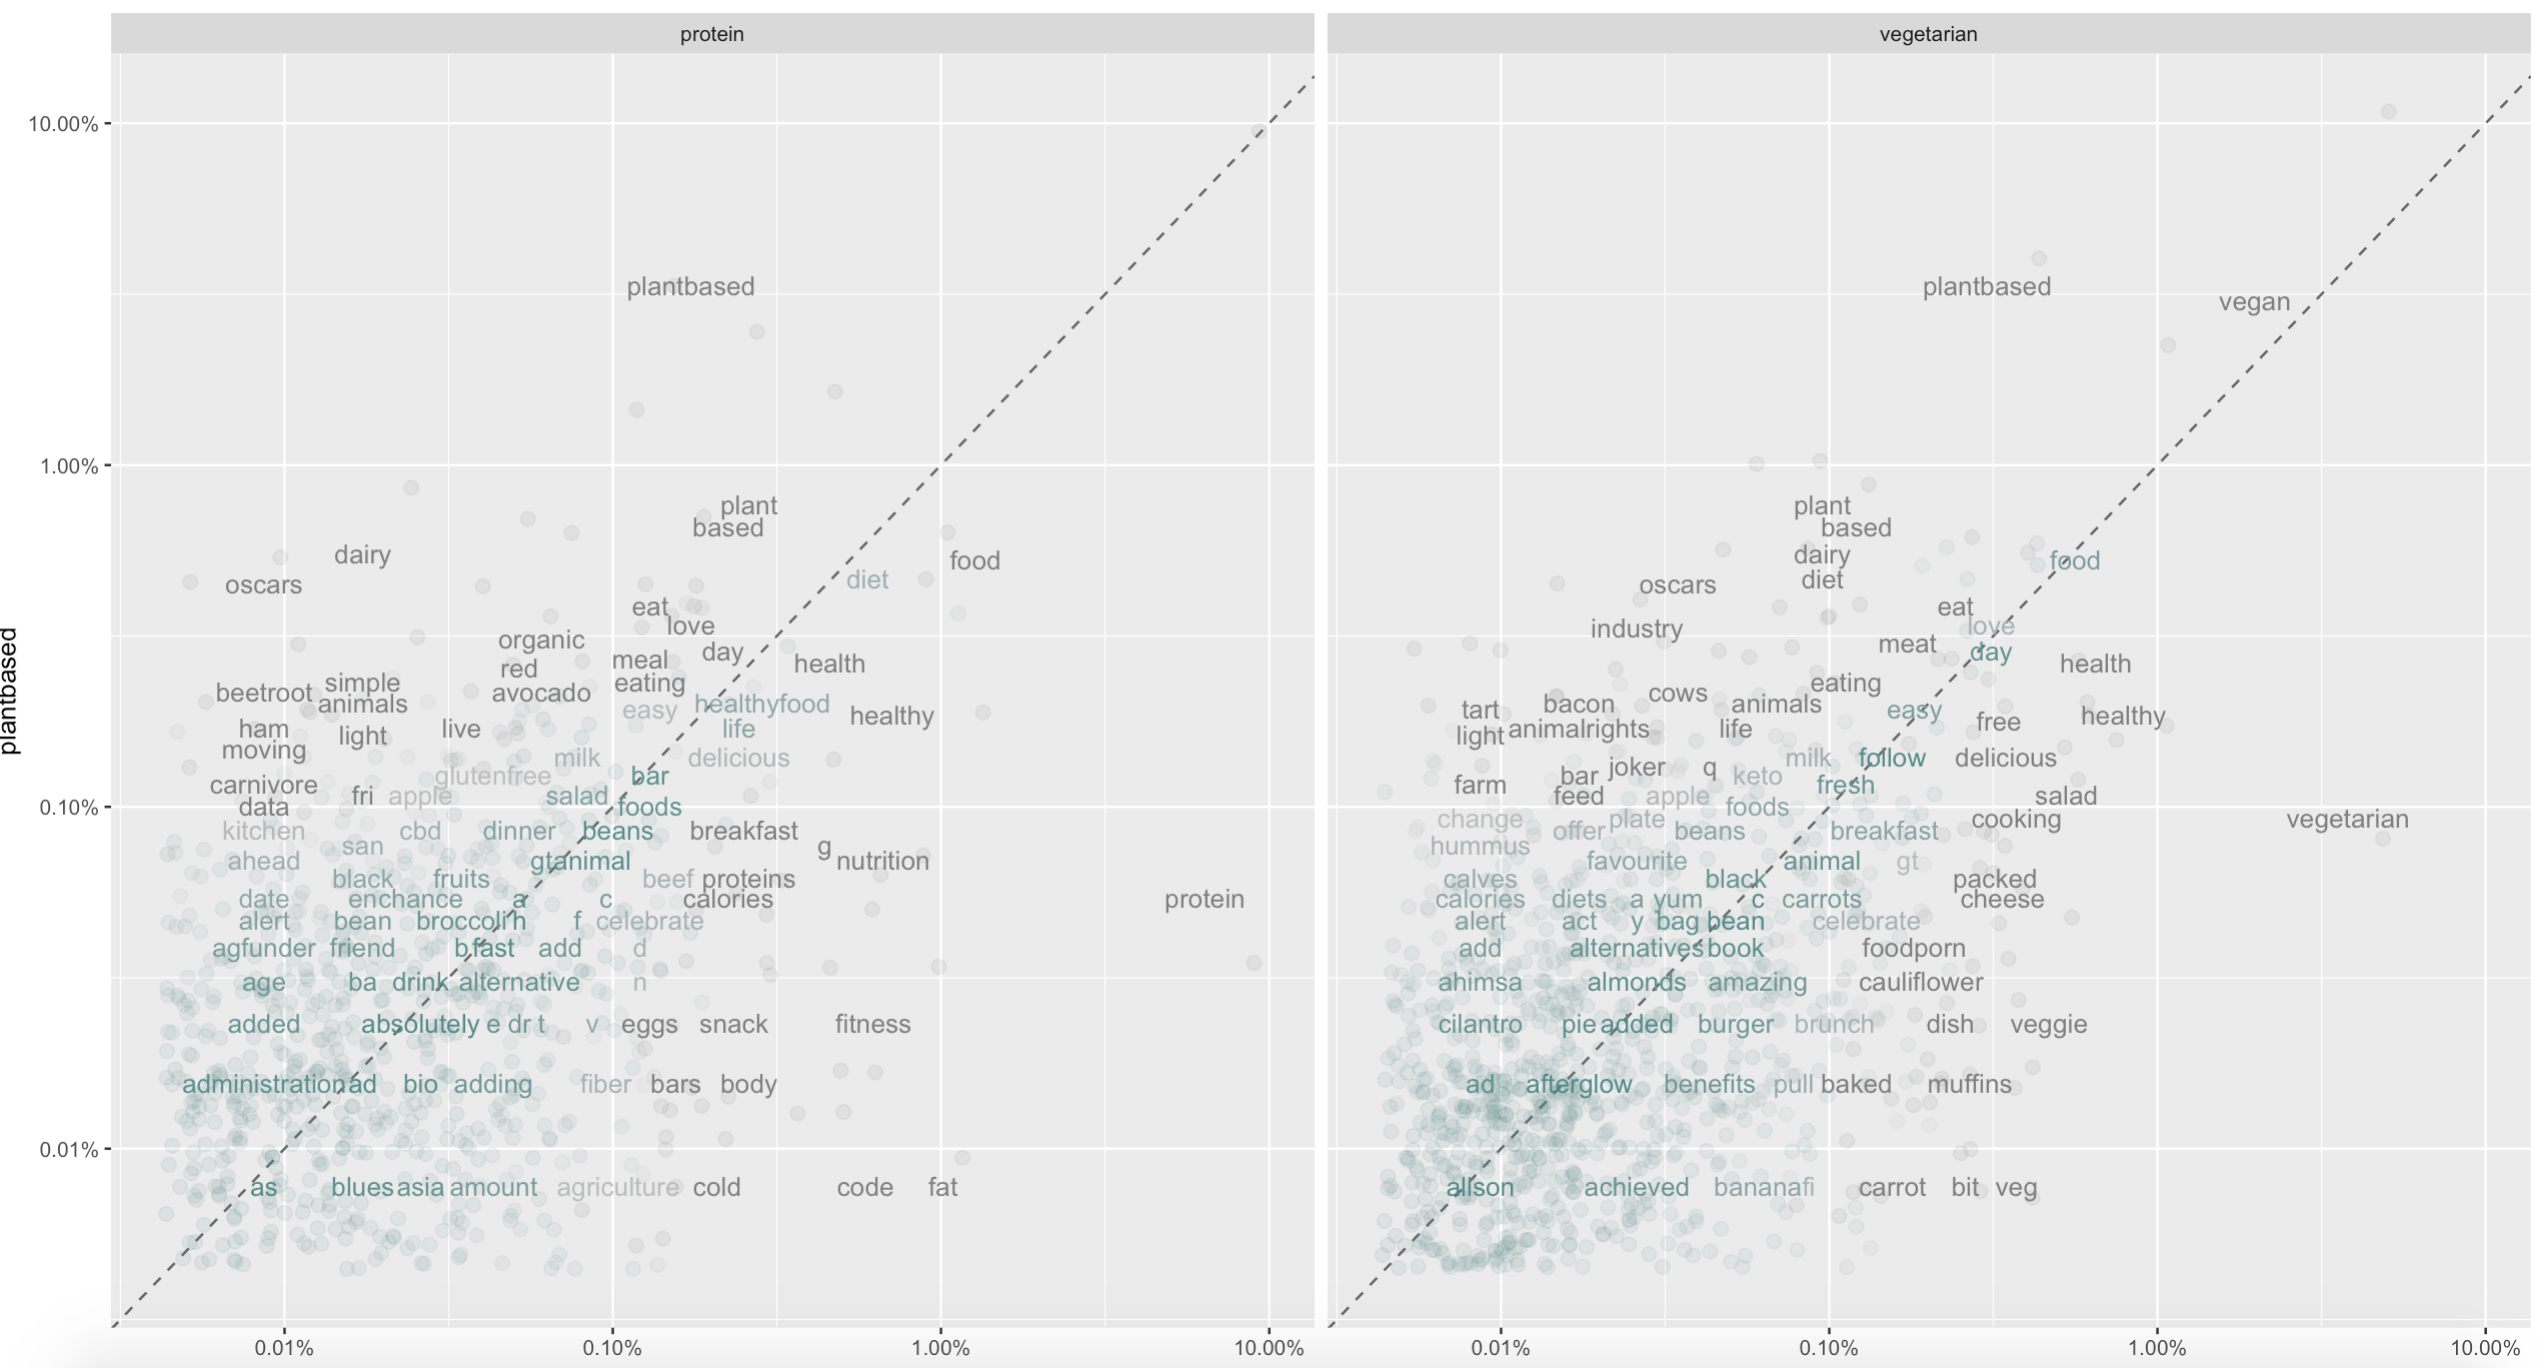 protein vegetarian
10.00%
plantbased plantbased
vegan
1.00%
plant plant
based based
dairy food dairy food
oscars diet oscars diet
eat eat
organic love industry love
red meal day health meat day health
beetroot simple avocado eating cows eating
animals easy healthyfood healthy tart bacon animals easy free healthy
ham light live life light animalrights life
moving milk delicious milk follow delicious
carnivore glutenfree bar farm bar joker q keto fresh
data fri apple salad foods feed apple foods salad
0.10%
kitchen cbd dinner beans breakfast g change offer plate beans breakfast cooking vegetarian
ahead san gtanimal nutrition hummus favourite animal gt
black fruits beef proteins calves black packed
date enchance a c calories protein calories diets a yum c carrots cheese
alert bean broccoli h f celebrate alert act y bag bean celebrate
agfunder friend b fast add d add alternatives book foodporn
age ba drink alternative n ahimsa almonds amazing cauliflower
added absolutely e dr t v eggs snack fitness cilantro pie added burger brunch dish veggie
administration ad bio adding fiber bars body ad afterglow benefits pull baked muffins
0.01%
as blues asia amount agriculture cold code fat allson achieved bananafi carrot bit veg
0.01% 0.10% 1.00% 10.00% 0.01% 0.10% 1.00% 10.00%
plantbased